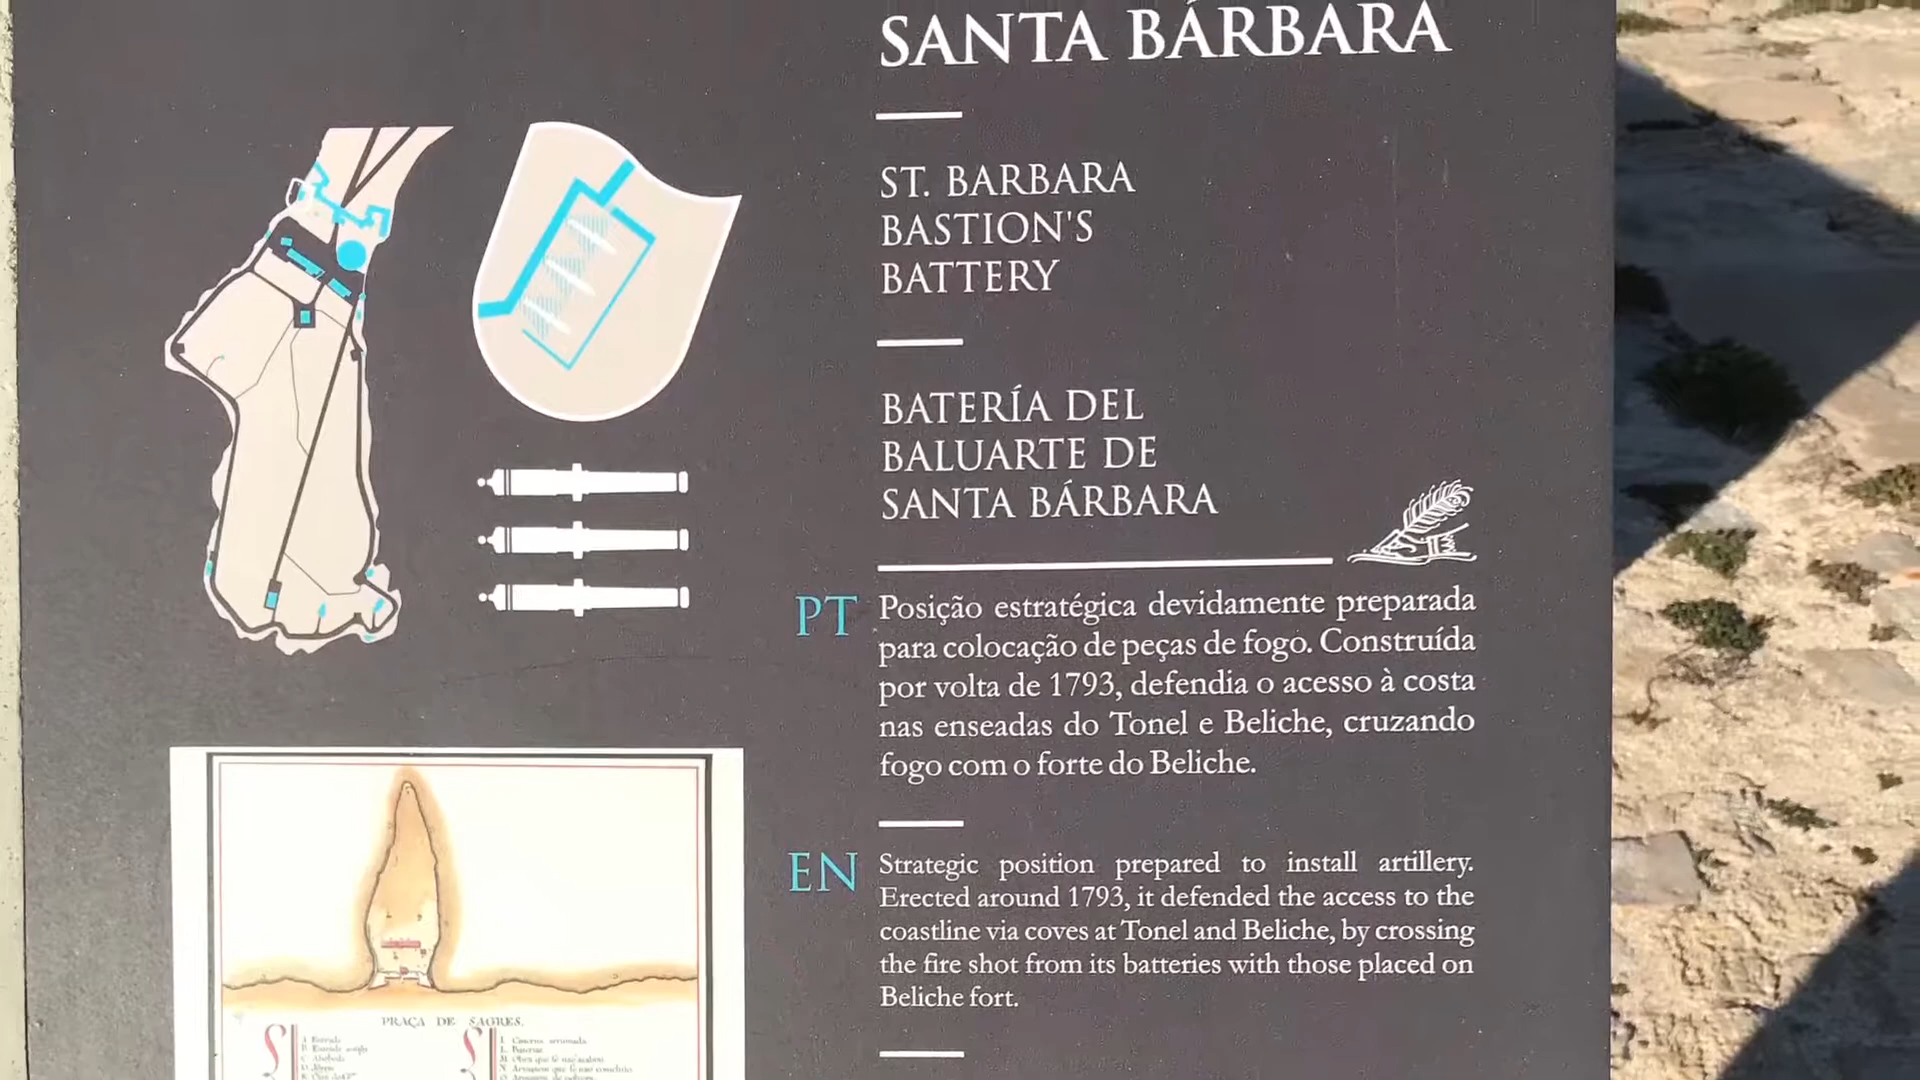 SANTA BÁRBARA
ST. BARBARA
BASTION'S
BATTERY
BATERÍA DEL
BALUARTE DE
SANTA BÁRBARA
PT
Posição estratégica devidamente preparada
para colocação de peças de fogo. Construída
por volta de 1793, defendia o acesso à costa
nas enseadas do Tonel e Beliche, cruzando
fogo com o forte do Beliche.
EN
Strategic position prepared to install artillery.
Erected around 1793, it defended the access to the
coastline via coves at Tonel and Beliche, by crossing
the fire shot from its batteries with those placed on
Beliche fort.
PRAÇA DE SAGRES.